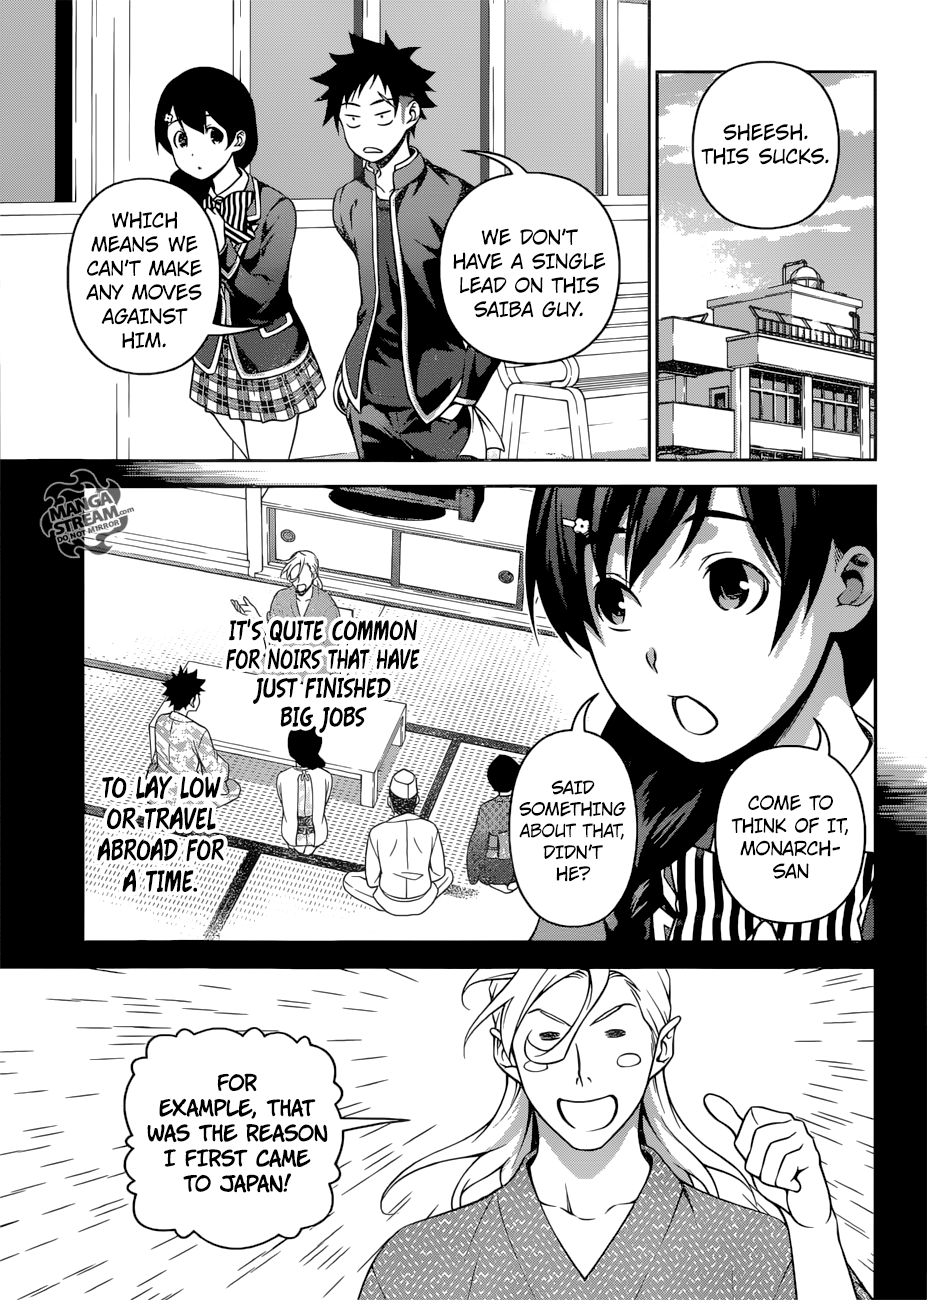 SHEESH.
THIS SUCKS.
WE DON'T
HAVE A SINGLE
LEAD ON THIS
SAIBA GUY.
WHICH
MEANS WE
CAN'T MAKE
ANY MOVES
AGAINST
HIM.
MANGA
STREAM.com
DO NOT MIRROR
COME TO
THINK OF IT,
MONARCH-
SAN
SAID
SOMETHING
ABOUT THAT,
DIDN'T
HE?
IT'S QUITE COMMON
FOR NOIRS THAT HAVE
JUST FINISHED
BIG JOBS
TO LAY LOW
OR TRAVEL
ABROAD FOR
A TIME.
FOR
EXAMPLE, THAT
WAS THE REASON
I FIRST CAME
TO JAPAN!